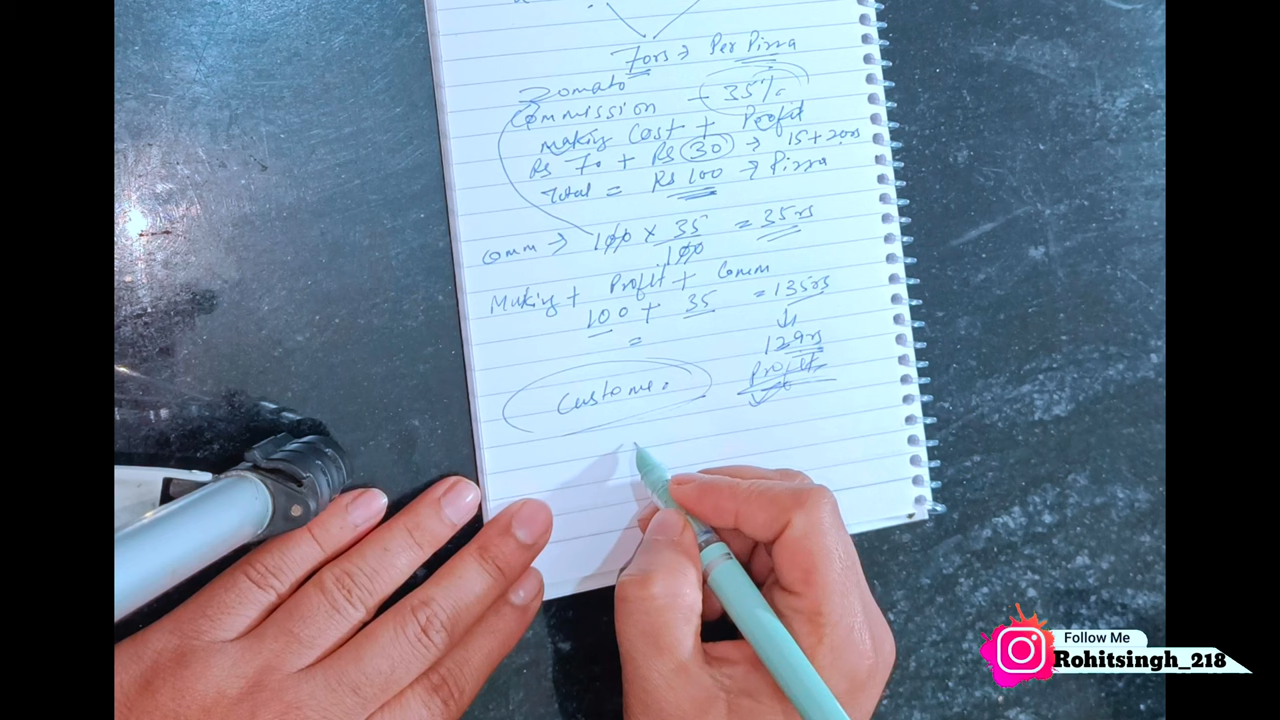 70rs → Per Pizza
Zomato
Commission - 35%
Making Cost + Profit
Rs 70 + Rs 30 → 15 + 20rs
Total = Rs 100 → Pizza
Comm → 100 × 35/100 = 35rs
Making + Profit + Comm
100 + 35 = 135rs
=
↓
129rs
Profit
Custome.
Follow Me
Rohitsingh_218